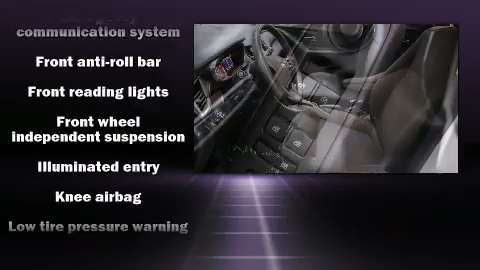 communication system
Front anti-roll bar
Front reading lights
Front wheel
independent suspension
Illuminated entry
Knee airbag
Low tire pressure warning